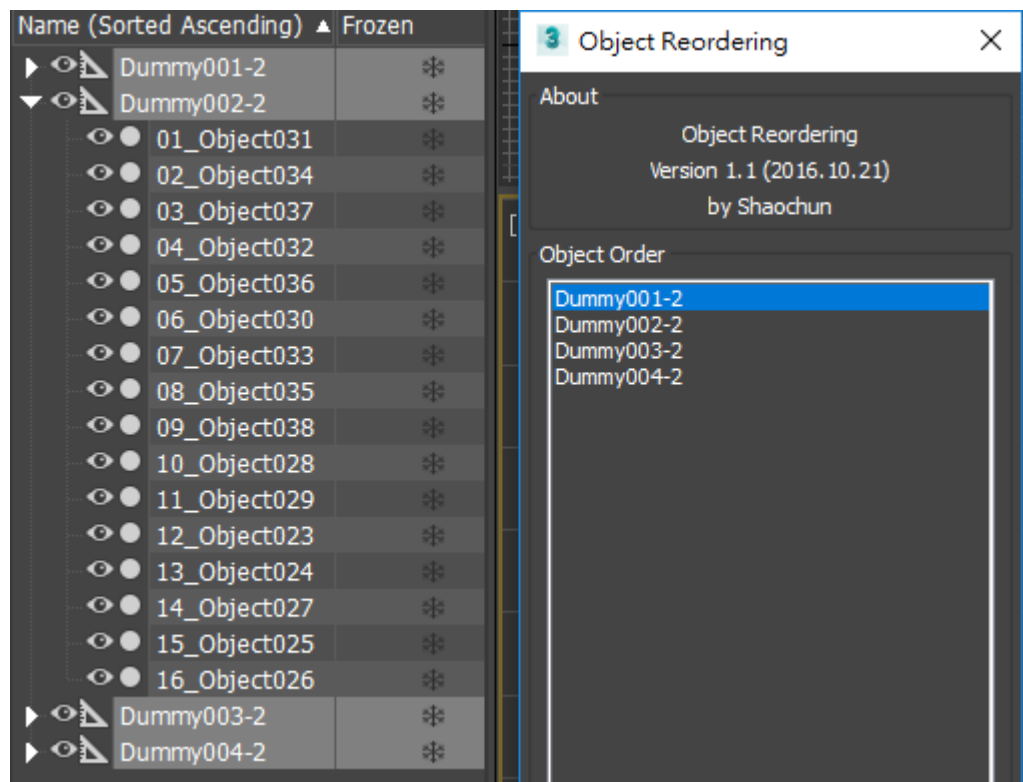 Name (Sorted Ascending) ▲ Frozen
Dummy001-2
Dummy002-2
01_Object031
02_Object034
03_Object037
04_Object032
05_Object036
06_Object030
07_Object033
08_Object035
09_Object038
10_Object028
11_Object029
12_Object023
13_Object024
14_Object027
15_Object025
16_Object026
Dummy003-2
Dummy004-2
3 Object Reordering
About
Object Reordering
Version 1.1 (2016.10.21)
by Shaochun
Object Order
Dummy001-2
Dummy002-2
Dummy003-2
Dummy004-2